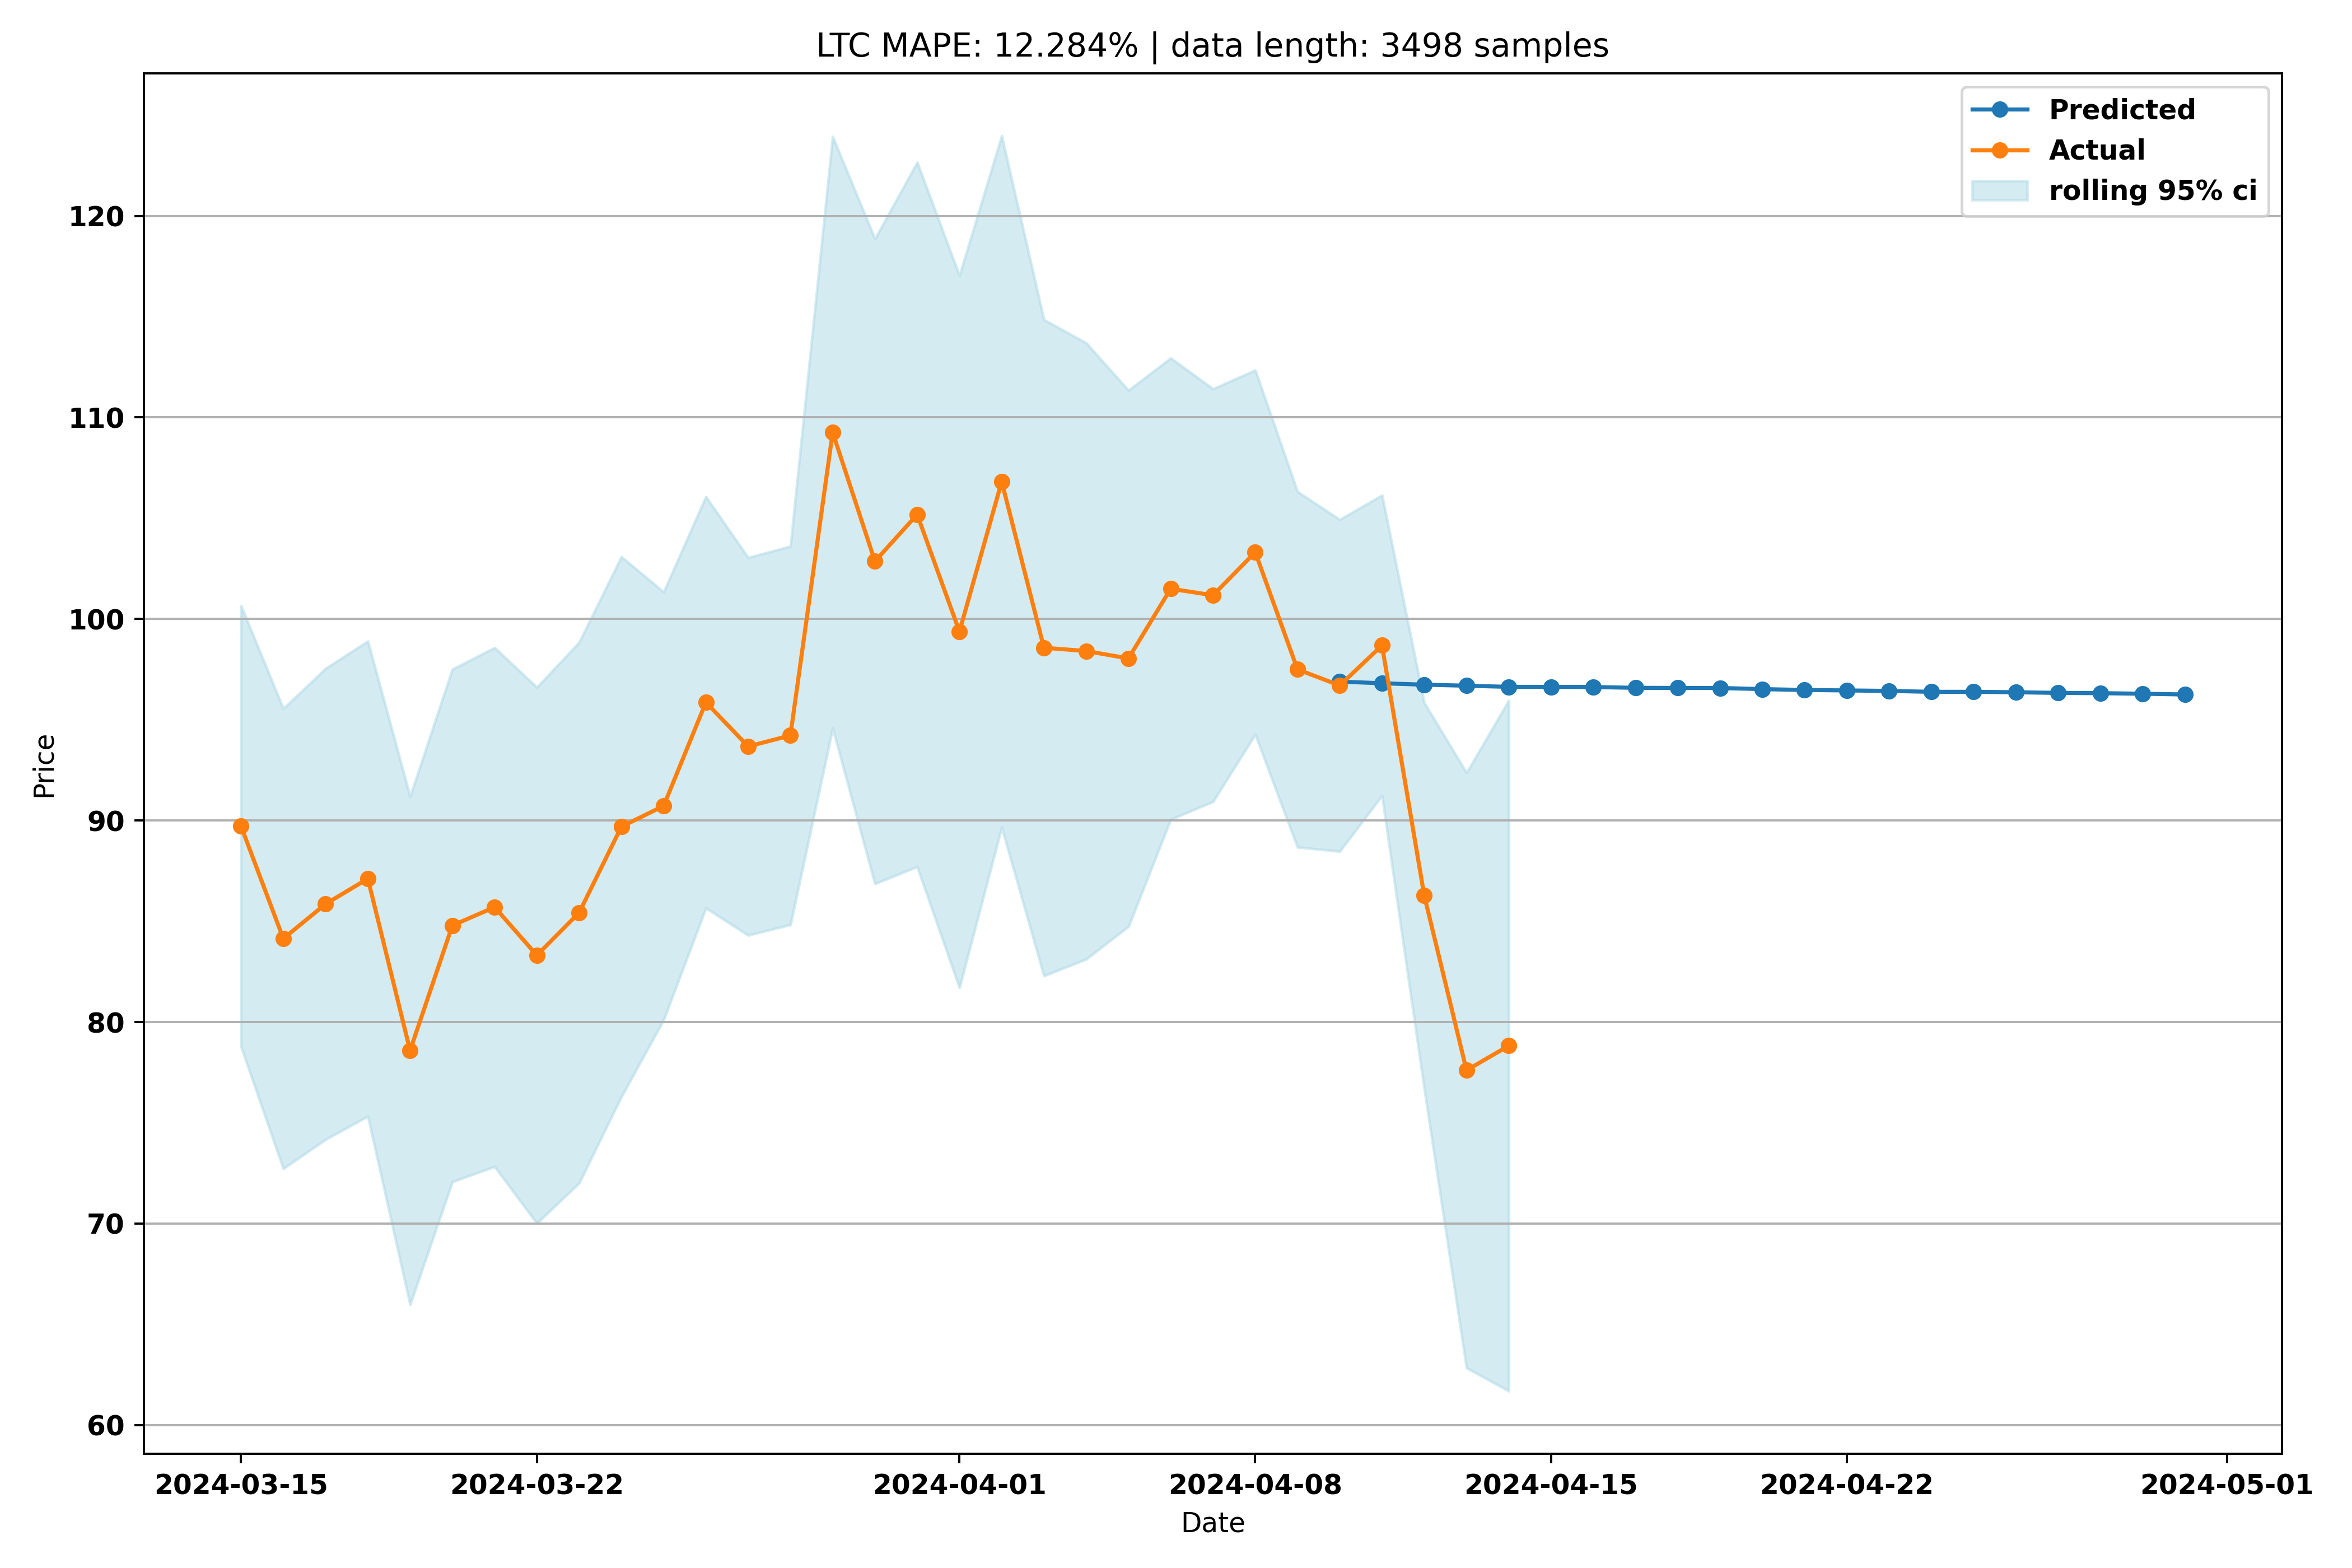 LTC MAPE: 12.284% | data length: 3498 samples
Predicted
Actual
rolling 95% ci
120
110
100
90
80
70
60
Price
2024-03-15 2024-03-22 2024-04-01 2024-04-08 2024-04-15 2024-04-22 2024-05-01
Date